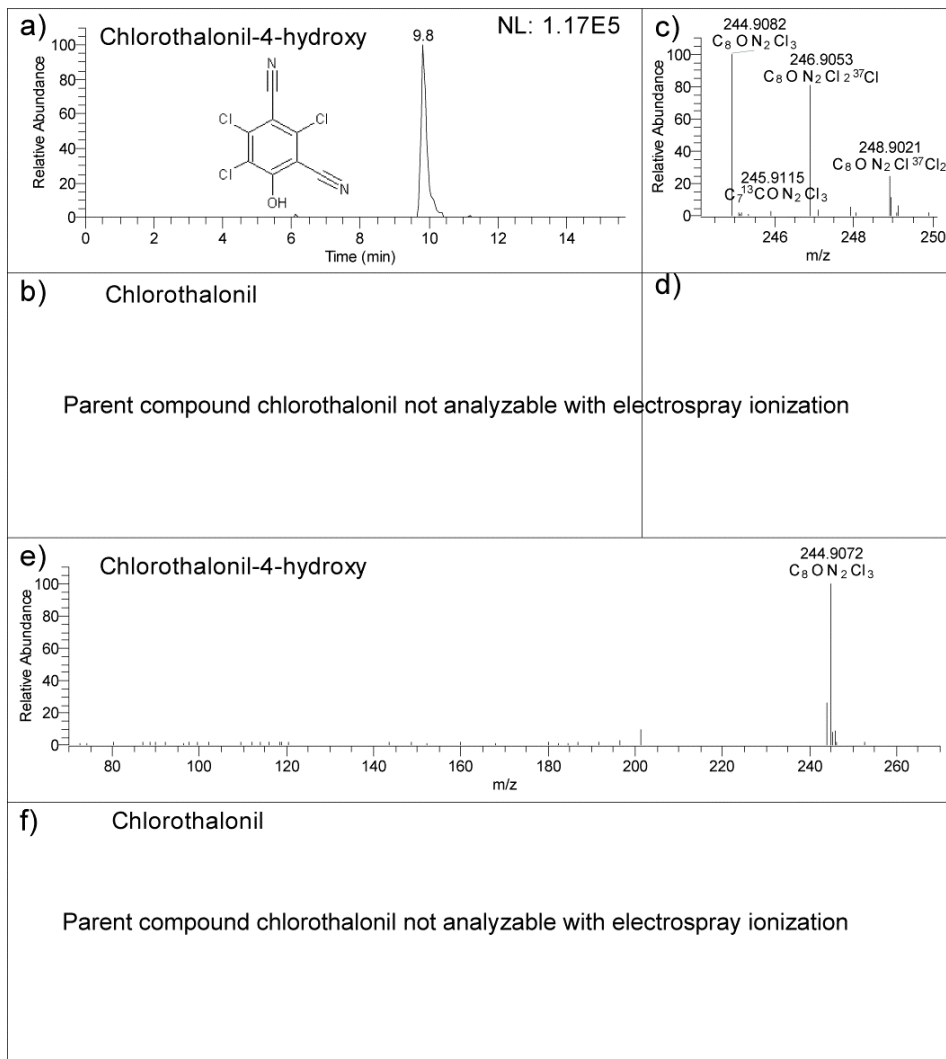 a)
Chlorothalonil-4-hydroxy
NL: 1.17E5
9.8
Relative Abundance
100
80
60
40
20
0
N
Cl
Cl
Cl
N
OH
0 2 4 6 8 10 12 14
Time (min)
c)
244.9082
C8 O N2 Cl3
246.9053
C8 O N2 Cl2 37Cl
248.9021
C8 O N2 Cl 37Cl2
245.9115
C7 13C O N2 Cl3
Relative Abundance
100
80
60
40
20
0
246 248 250
m/z
b)
Chlorothalonil
d)
Parent compound chlorothalonil not analyzable with electrospray ionization
e)
Chlorothalonil-4-hydroxy
244.9072
C8 O N2 Cl3
Relative Abundance
100
80
60
40
20
0
80 100 120 140 160 180 200 220 240 260
m/z
f)
Chlorothalonil
Parent compound chlorothalonil not analyzable with electrospray ionization